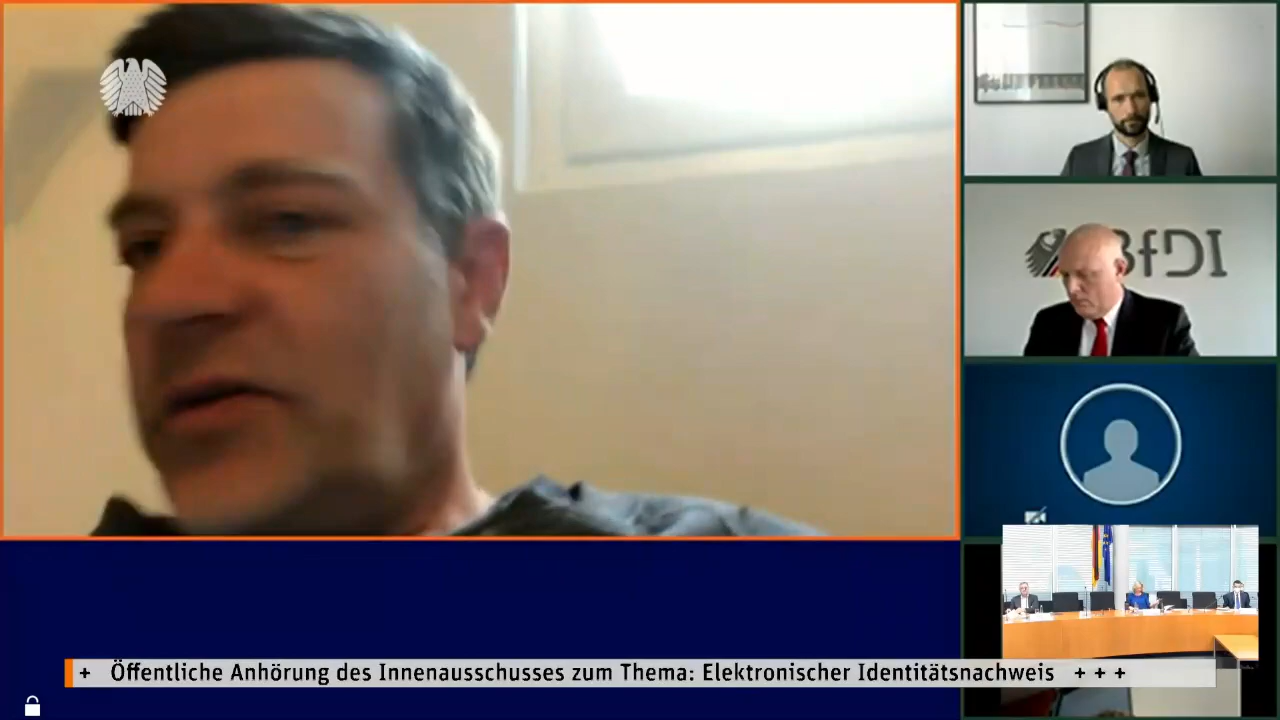 BfDI
+ Öffentliche Anhörung des Innenausschusses zum Thema: Elektronischer Identitätsnachweis + + +